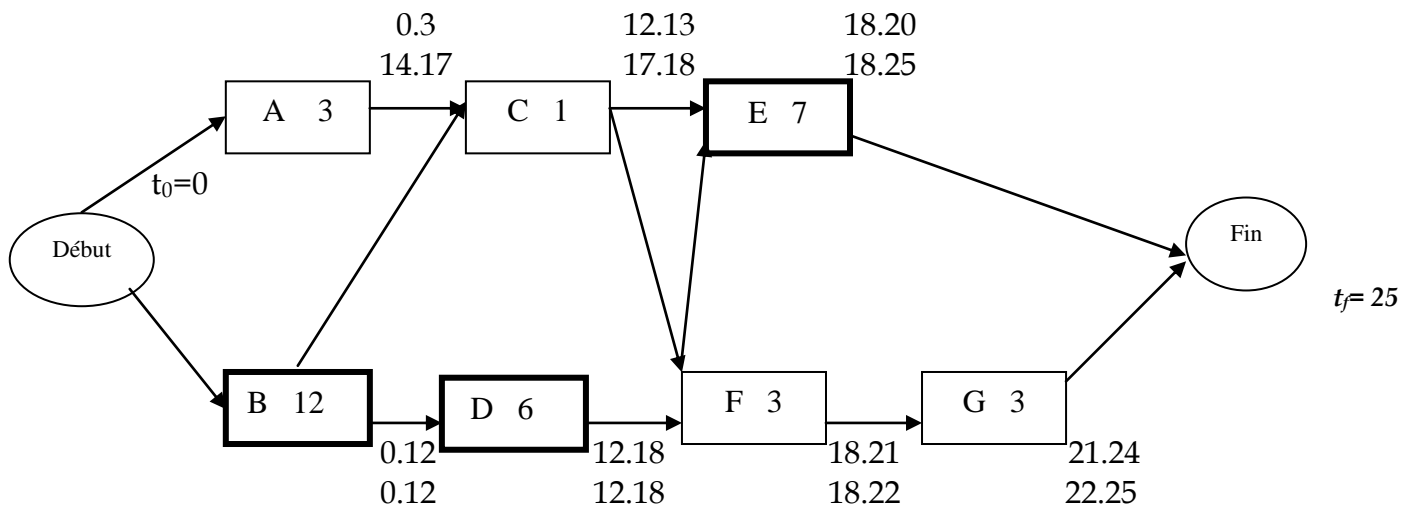 0.3 12.13 18.20
14.17 17.18 18.25
A 3 C 1 E 7
t₀=0
Début
Fin
t_f= 25
B 12 D 6 F 3 G 3
0.12 12.18 18.21 21.24
0.12 12.18 18.22 22.25